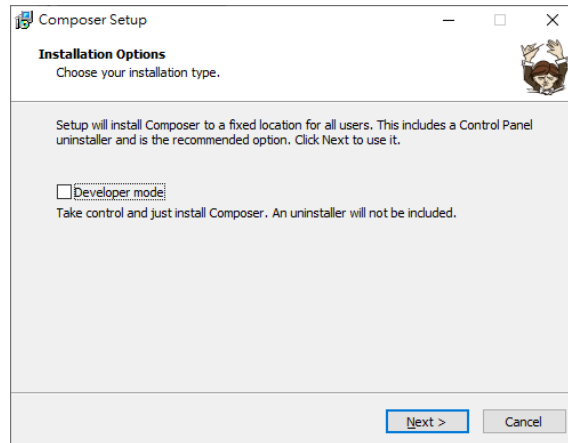 Composer Setup
Installation Options
Choose your installation type.
Setup will install Composer to a fixed location for all users. This includes a Control Panel
uninstaller and is the recommended option. Click Next to use it.
Developer mode
Take control and just install Composer. An uninstaller will not be included.
Next >
Cancel